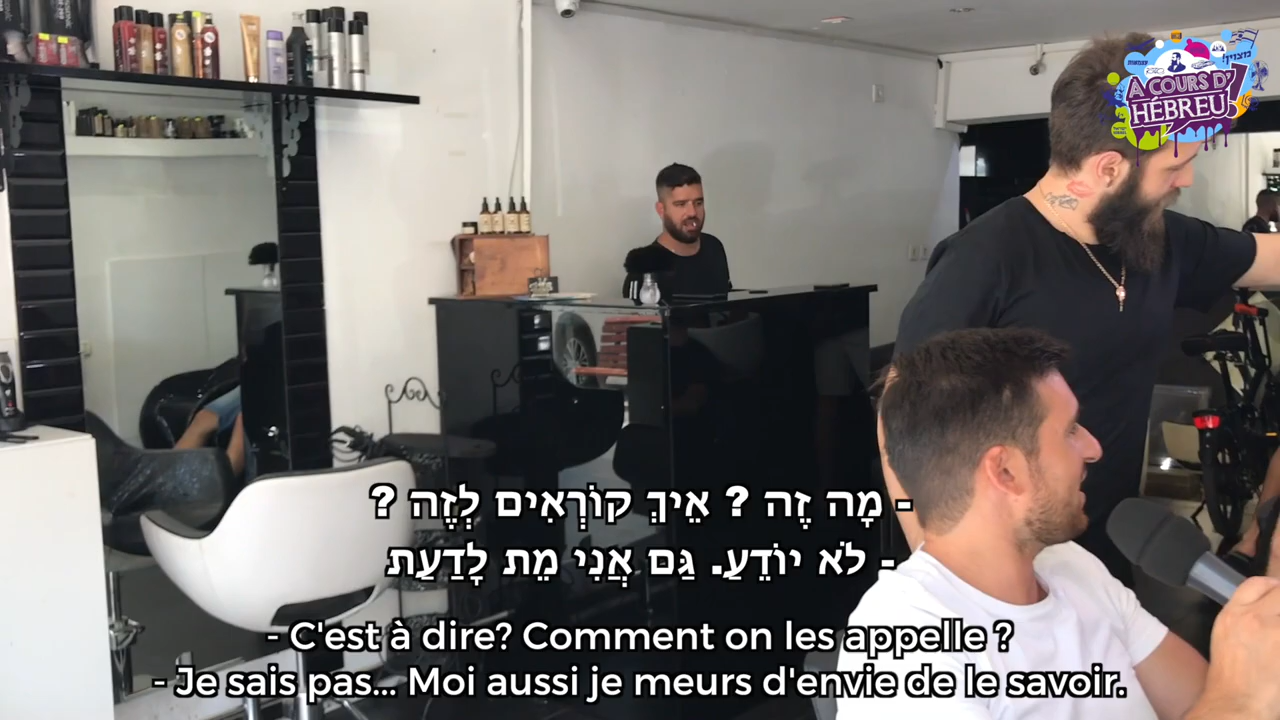 A COURS D'
HÉBREU
- מָה זֶה ? אֵיךְ קוֹרְאִים לְזֶה ?
- לֹא יוֹדֵעַ. גַּם אֲנִי מֵת לָדַעַת
- C'est à dire? Comment on les appelle ?
- Je sais pas... Moi aussi je meurs d'envie de le savoir.